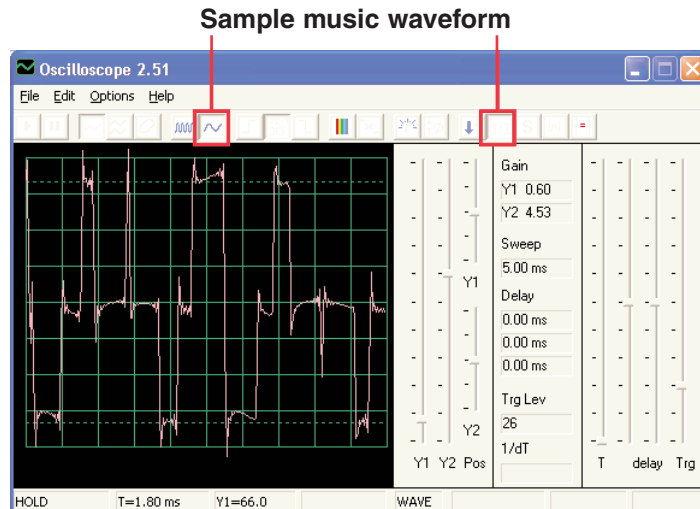 Sample music waveform
Oscilloscope 2.51
File Edit Options Help
Gain
Y1 0.60
Y2 4.53
Sweep
5.00 ms
Delay
0.00 ms
0.00 ms
0.00 ms
Trg Lev
26
1/dT
Y1
Y2
Y1 Y2 Pos
T delay Trg
HOLD T=1.80 ms Y1=66.0 WAVE